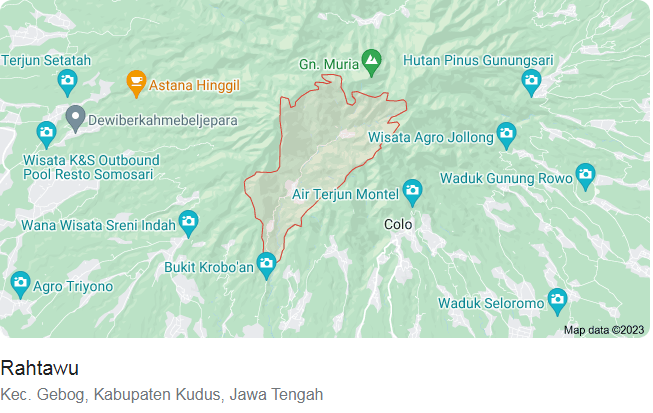 Gn. Muria
Hutan Pinus Gunungsari
Terjun Setatah
Astana Hinggil
Dewiberkahmebeljepara
Wisata Agro Jollong
Wisata K&S Outbound
Pool Resto Somosari
Waduk Gunung Rowo
Air Terjun Montel
Wana Wisata Sreni Indah
Colo
Bukit Krobo'an
Agro Triyono
Waduk Seloromo
Map data ©2023
Rahtawu
Kec. Gebog, Kabupaten Kudus, Jawa Tengah